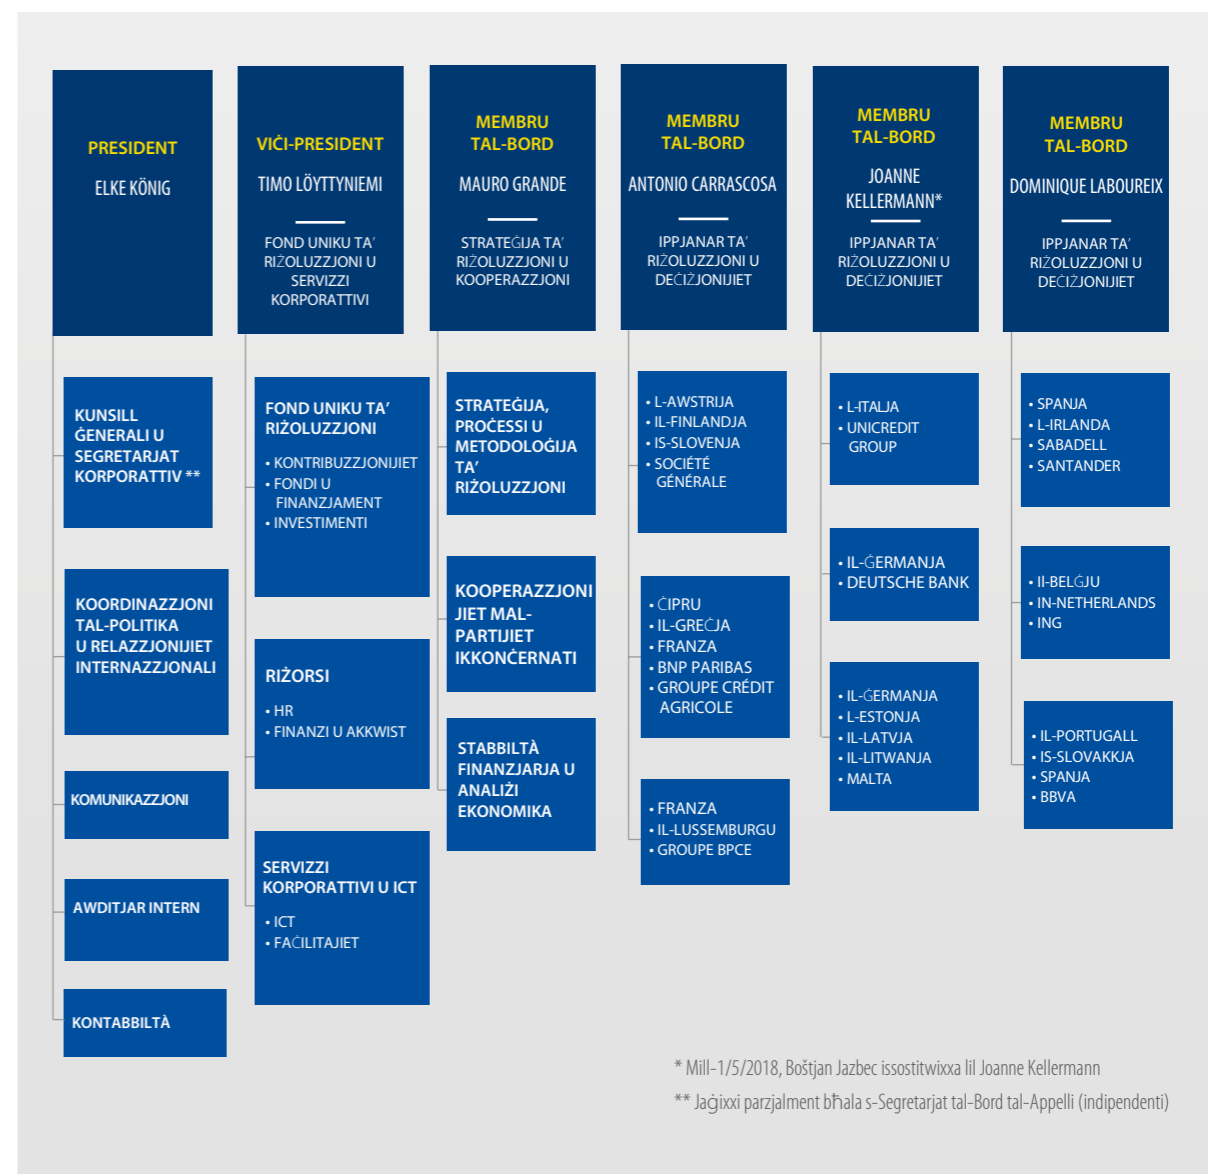 PRESIDENT
ELKE KÖNIG
KUNSILL
ĠENERALI U
SEGRETARJAT
KORPORATTIV **
KOORDINAZZJONI
TAL-POLITIKA
U RELAZZJONIJIET
INTERNAZZJONALI
KOMUNIKAZZJONI
AWDITJAR INTERN
KONTABBILTÀ
VIĊI-PRESIDENT
TIMO LÖYTTYNIEMI
FOND UNIKU TA’
RIŻOLUZZJONI U
SERVIZZI
KORPORATTIVI
FOND UNIKU TA’
RIŻOLUZZJONI
• KONTRIBUZZJONIJIET
• FONDI U
FINANZJAMENT
• INVESTIMENTI
RIŻORSI
• HR
• FINANZI U AKKWIST
SERVIZZI
KORPORATTIVI U ICT
• ICT
• FAĊILITAJIET
MEMBRU
TAL-BORD
MAURO GRANDE
STRATEĠIJA TA’
RIŻOLUZZJONI U
KOOPERAZZJONI
STRATEĠIJA,
PROĊESSI U
METODOLOĠIJA
TA’
RIŻOLUZZJONI
KOOPERAZZJONI
JIET MAL-
PARTIJIET
IKKONĊERNATI
STABBILTÀ
FINANZJARJA U
ANALIŻI
EKONOMIKA
MEMBRU
TAL-BORD
ANTONIO CARRASCOSA
IPPJANAR TA’
RIŻOLUZZJONI U
DEĊIŻJONIJIET
• L-AWSTRIJA
• IL-FINLANDJA
• IS-SLOVENJA
• SOCIÉTÉ
GÉNÉRALE
• ĊIPRU
• IL-GREĊJA
• FRANZA
• BNP PARIBAS
• GROUPE CRÉDIT
AGRICOLE
• FRANZA
• IL-LUSSEMBURGU
• GROUPE BPCE
MEMBRU
TAL-BORD
JOANNE
KELLERMANN*
IPPJANAR TA’
RIŻOLUZZJONI U
DEĊIŻJONIJIET
• L-ITALJA
• UNICREDIT
GROUP
• IL-ĠERMANJA
• DEUTSCHE BANK
• IL-ĠERMANJA
• L-ESTONJA
• IL-LATVJA
• IL-LITWANJA
• MALTA
MEMBRU
TAL-BORD
DOMINIQUE LABOUREIX
IPPJANAR TA’
RIŻOLUZZJONI U
DEĊIŻJONIJIET
• SPANJA
• L-IRLANDA
• SABADELL
• SANTANDER
• Il-BELĠJU
• IN-NETHERLANDS
• ING
• IL-PORTUGALL
• IS-SLOVAKKJA
• SPANJA
• BBVA
* Mill-1/5/2018, Boštjan Jazbec issostitwixxa lil Joanne Kellermann
** Jaġixxi parzjalment bħala s-Segretarjat tal-Bord tal-Appelli (indipendenti)